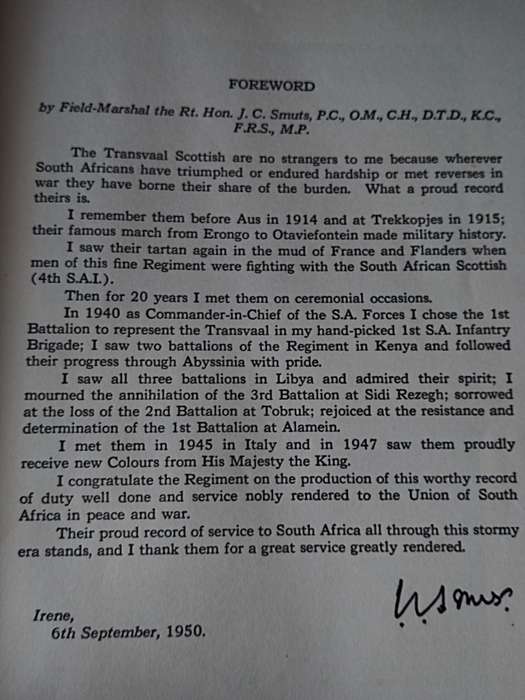 FOREWORD
by Field-Marshal the Rt. Hon. J. C. Smuts, P.C., O.M., C.H., D.T.D., K.C.,
F.R.S., M.P.
The Transvaal Scottish are no strangers to me because wherever
South Africans have triumphed or endured hardship or met reverses in
war they have borne their share of the burden. What a proud record
theirs is.
I remember them before Aus in 1914 and at Trekkopjes in 1915;
their famous march from Erongo to Otaviefontein made military history.
I saw their tartan again in the mud of France and Flanders when
men of this fine Regiment were fighting with the South African Scottish
(4th S.A.I.).
Then for 20 years I met them on ceremonial occasions.
In 1940 as Commander-in-Chief of the S.A. Forces I chose the 1st
Battalion to represent the Transvaal in my hand-picked 1st S.A. Infantry
Brigade; I saw two battalions of the Regiment in Kenya and followed
their progress through Abyssinia with pride.
I saw all three battalions in Libya and admired their spirit; I
mourned the annihilation of the 3rd Battalion at Sidi Rezegh; sorrowed
at the loss of the 2nd Battalion at Tobruk; rejoiced at the resistance and
determination of the 1st Battalion at Alamein.
I met them in 1945 in Italy and in 1947 saw them proudly
receive new Colours from His Majesty the King.
I congratulate the Regiment on the production of this worthy record
of duty well done and service nobly rendered to the Union of South
Africa in peace and war.
Their proud record of service to South Africa all through this stormy
era stands, and I thank them for a great service greatly rendered.
Irene,
6th September, 1950.